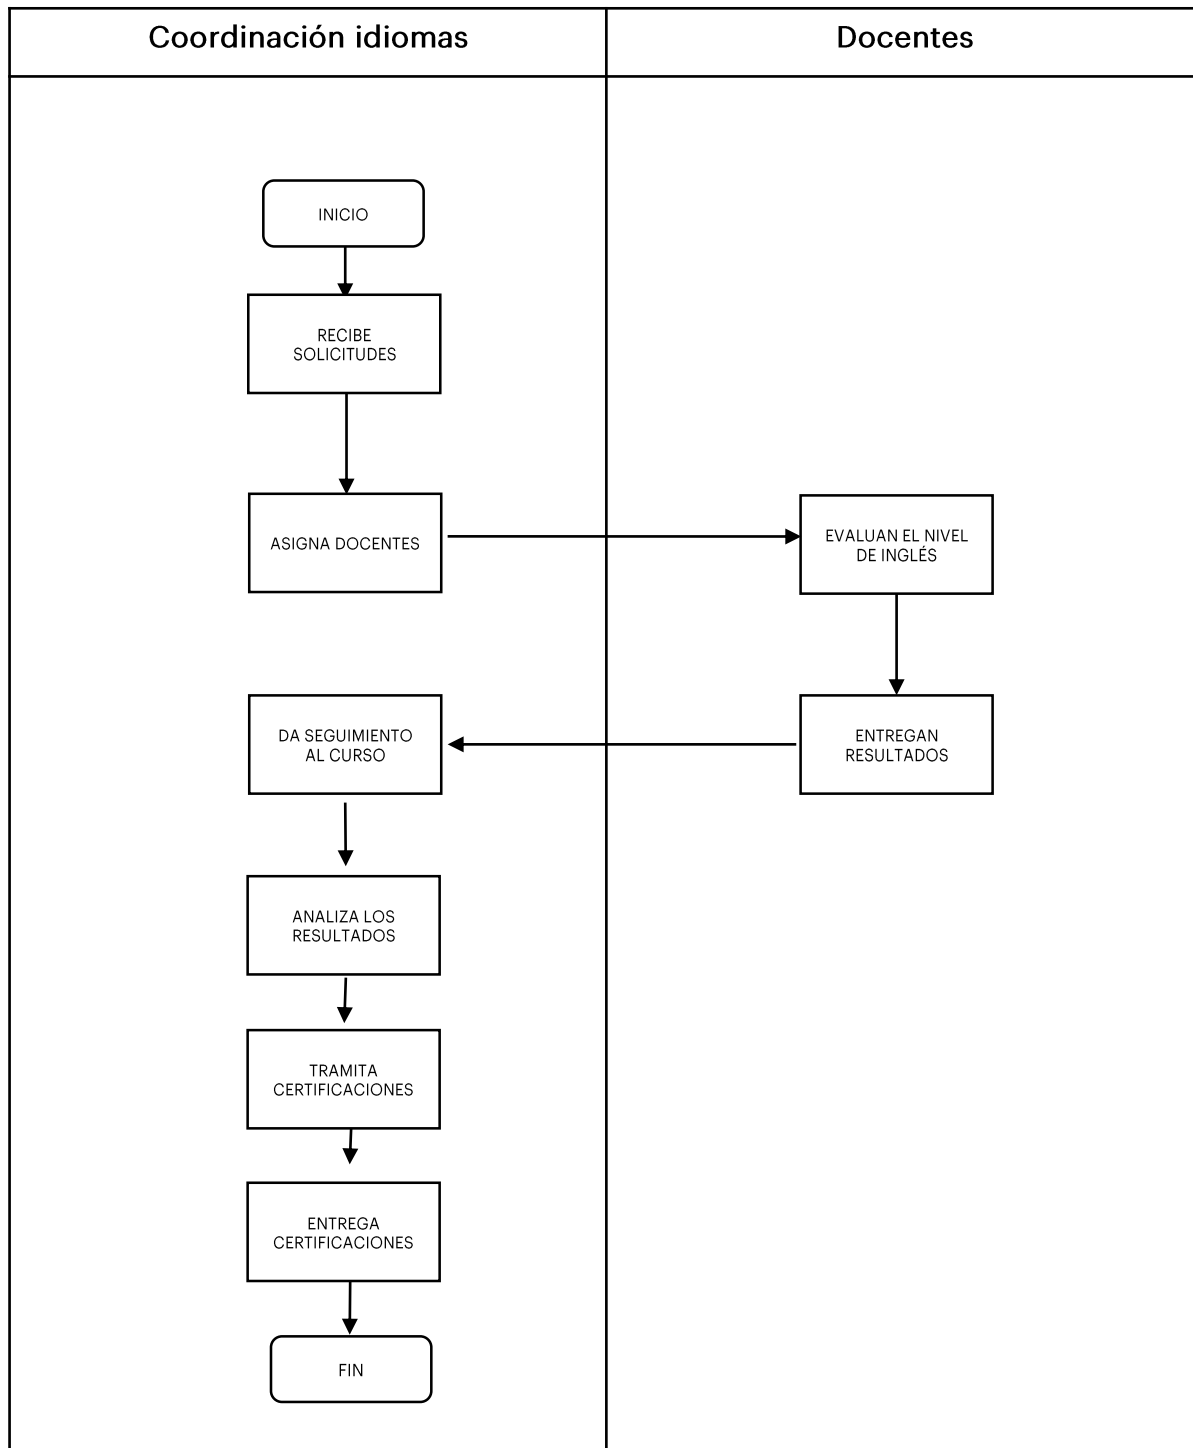 Coordinación idiomas
Docentes
INICIO
RECIBE
SOLICITUDES
ASIGNA DOCENTES
EVALUAN EL NIVEL
DE INGLÉS
ENTREGAN
RESULTADOS
DA SEGUIMIENTO
AL CURSO
ANALIZA LOS
RESULTADOS
TRAMITA
CERTIFICACIONES
ENTREGA
CERTIFICACIONES
FIN